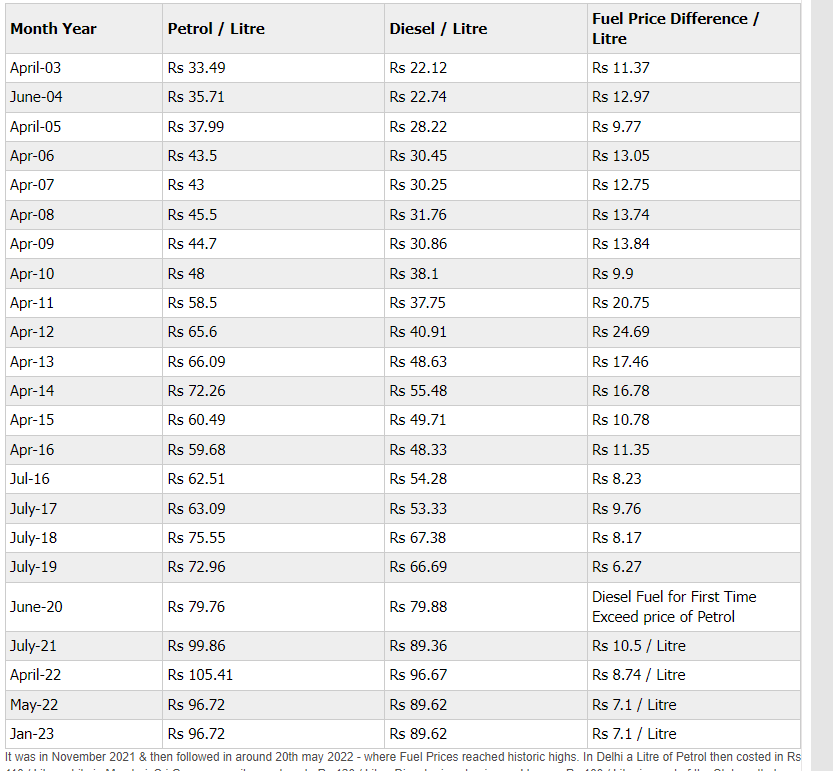 Month Year Petrol / Litre Diesel / Litre Fuel Price Difference / Litre
April-03 Rs 33.49 Rs 22.12 Rs 11.37
June-04 Rs 35.71 Rs 22.74 Rs 12.97
April-05 Rs 37.99 Rs 28.22 Rs 9.77
Apr-06 Rs 43.5 Rs 30.45 Rs 13.05
Apr-07 Rs 43 Rs 30.25 Rs 12.75
Apr-08 Rs 45.5 Rs 31.76 Rs 13.74
Apr-09 Rs 44.7 Rs 30.86 Rs 13.84
Apr-10 Rs 48 Rs 38.1 Rs 9.9
Apr-11 Rs 58.5 Rs 37.75 Rs 20.75
Apr-12 Rs 65.6 Rs 40.91 Rs 24.69
Apr-13 Rs 66.09 Rs 48.63 Rs 17.46
Apr-14 Rs 72.26 Rs 55.48 Rs 16.78
Apr-15 Rs 60.49 Rs 49.71 Rs 10.78
Apr-16 Rs 59.68 Rs 48.33 Rs 11.35
Jul-16 Rs 62.51 Rs 54.28 Rs 8.23
July-17 Rs 63.09 Rs 53.33 Rs 9.76
July-18 Rs 75.55 Rs 67.38 Rs 8.17
July-19 Rs 72.96 Rs 66.69 Rs 6.27
June-20 Rs 79.76 Rs 79.88 Diesel Fuel for First Time Exceed price of Petrol
July-21 Rs 99.86 Rs 89.36 Rs 10.5 / Litre
April-22 Rs 105.41 Rs 96.67 Rs 8.74 / Litre
May-22 Rs 96.72 Rs 89.62 Rs 7.1 / Litre
Jan-23 Rs 96.72 Rs 89.62 Rs 7.1 / Litre
It was in November 2021 & then followed in around 20th may 2022 - where Fuel Prices reached historic highs. In Delhi a Litre of Petrol then costed in Rs